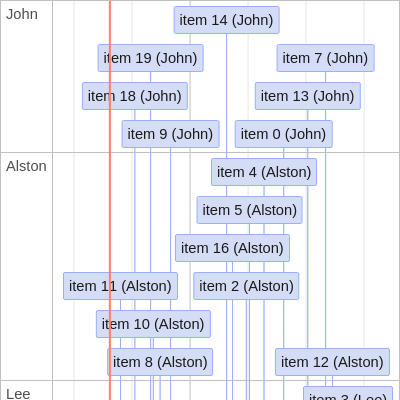 John
item 14 (John)
item 19 (John)
item 7 (John)
item 18 (John)
item 13 (John)
item 9 (John)
item 0 (John)
Alston
item 4 (Alston)
item 5 (Alston)
item 16 (Alston)
item 11 (Alston)
item 2 (Alston)
item 10 (Alston)
item 8 (Alston)
item 12 (Alston)
Lee
item 3 (Lee)